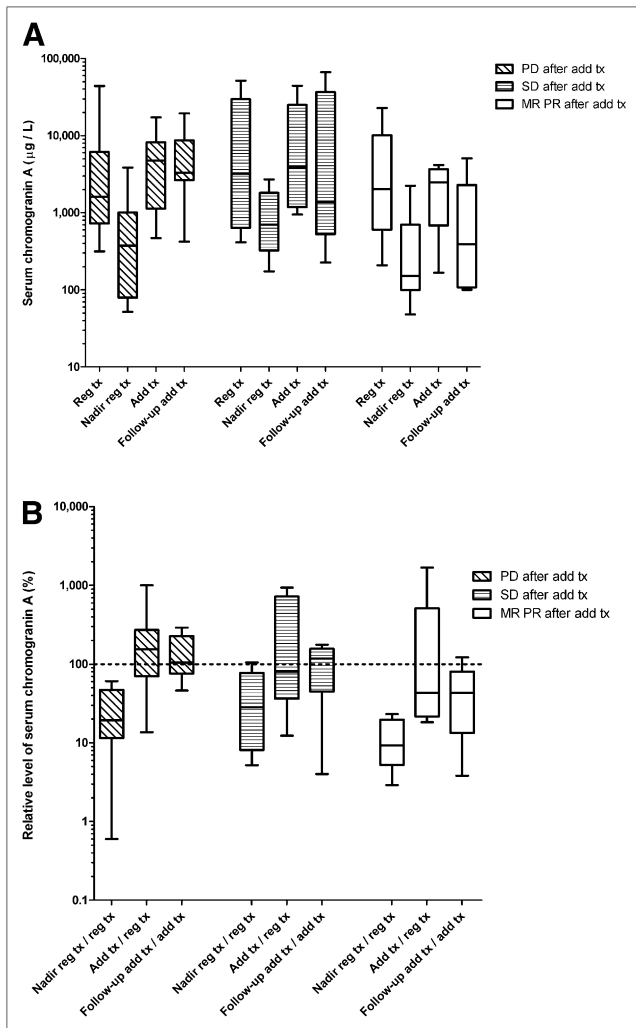 A
100,000
10,000
1,000
100
10
Serum chromogranin A (µg / L)
PD after add tx
SD after add tx
MR PR after add tx
Reg tx
Nadir reg tx
Add tx
Follow-up add tx
Reg tx
Nadir reg tx
Add tx
Follow-up add tx
Reg tx
Nadir reg tx
Add tx
Follow-up add tx
B
10,000
1,000
100
10
1
0.1
Relative level of serum chromogranin A (%)
PD after add tx
SD after add tx
MR PR after add tx
Nadir reg tx / reg tx
Add tx / reg tx
Follow-up add tx / add tx
Nadir reg tx / reg tx
Add tx / reg tx
Follow-up add tx / add tx
Nadir reg tx / reg tx
Add tx / reg tx
Follow-up add tx / add tx